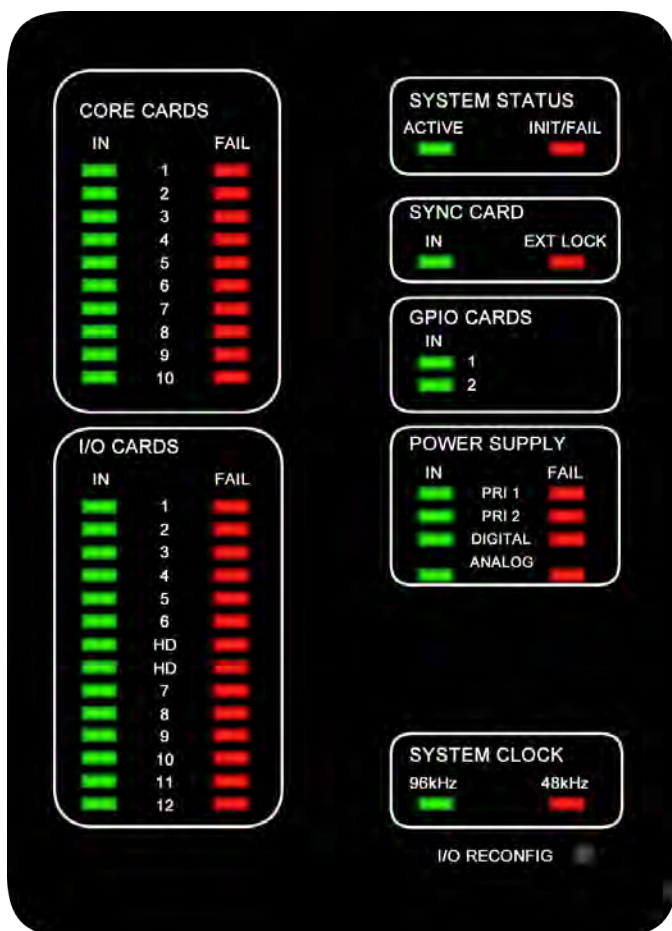 CORE CARDS
IN FAIL
1
2
3
4
5
6
7
8
9
10
I/O CARDS
IN FAIL
1
2
3
4
5
6
HD
HD
7
8
9
10
11
12
SYSTEM STATUS
ACTIVE INIT/FAIL
SYNC CARD
IN EXT LOCK
GPIO CARDS
IN
1
2
POWER SUPPLY
IN FAIL
PRI 1
PRI 2
DIGITAL
ANALOG
SYSTEM CLOCK
96kHz 48kHz
I/O RECONFIG